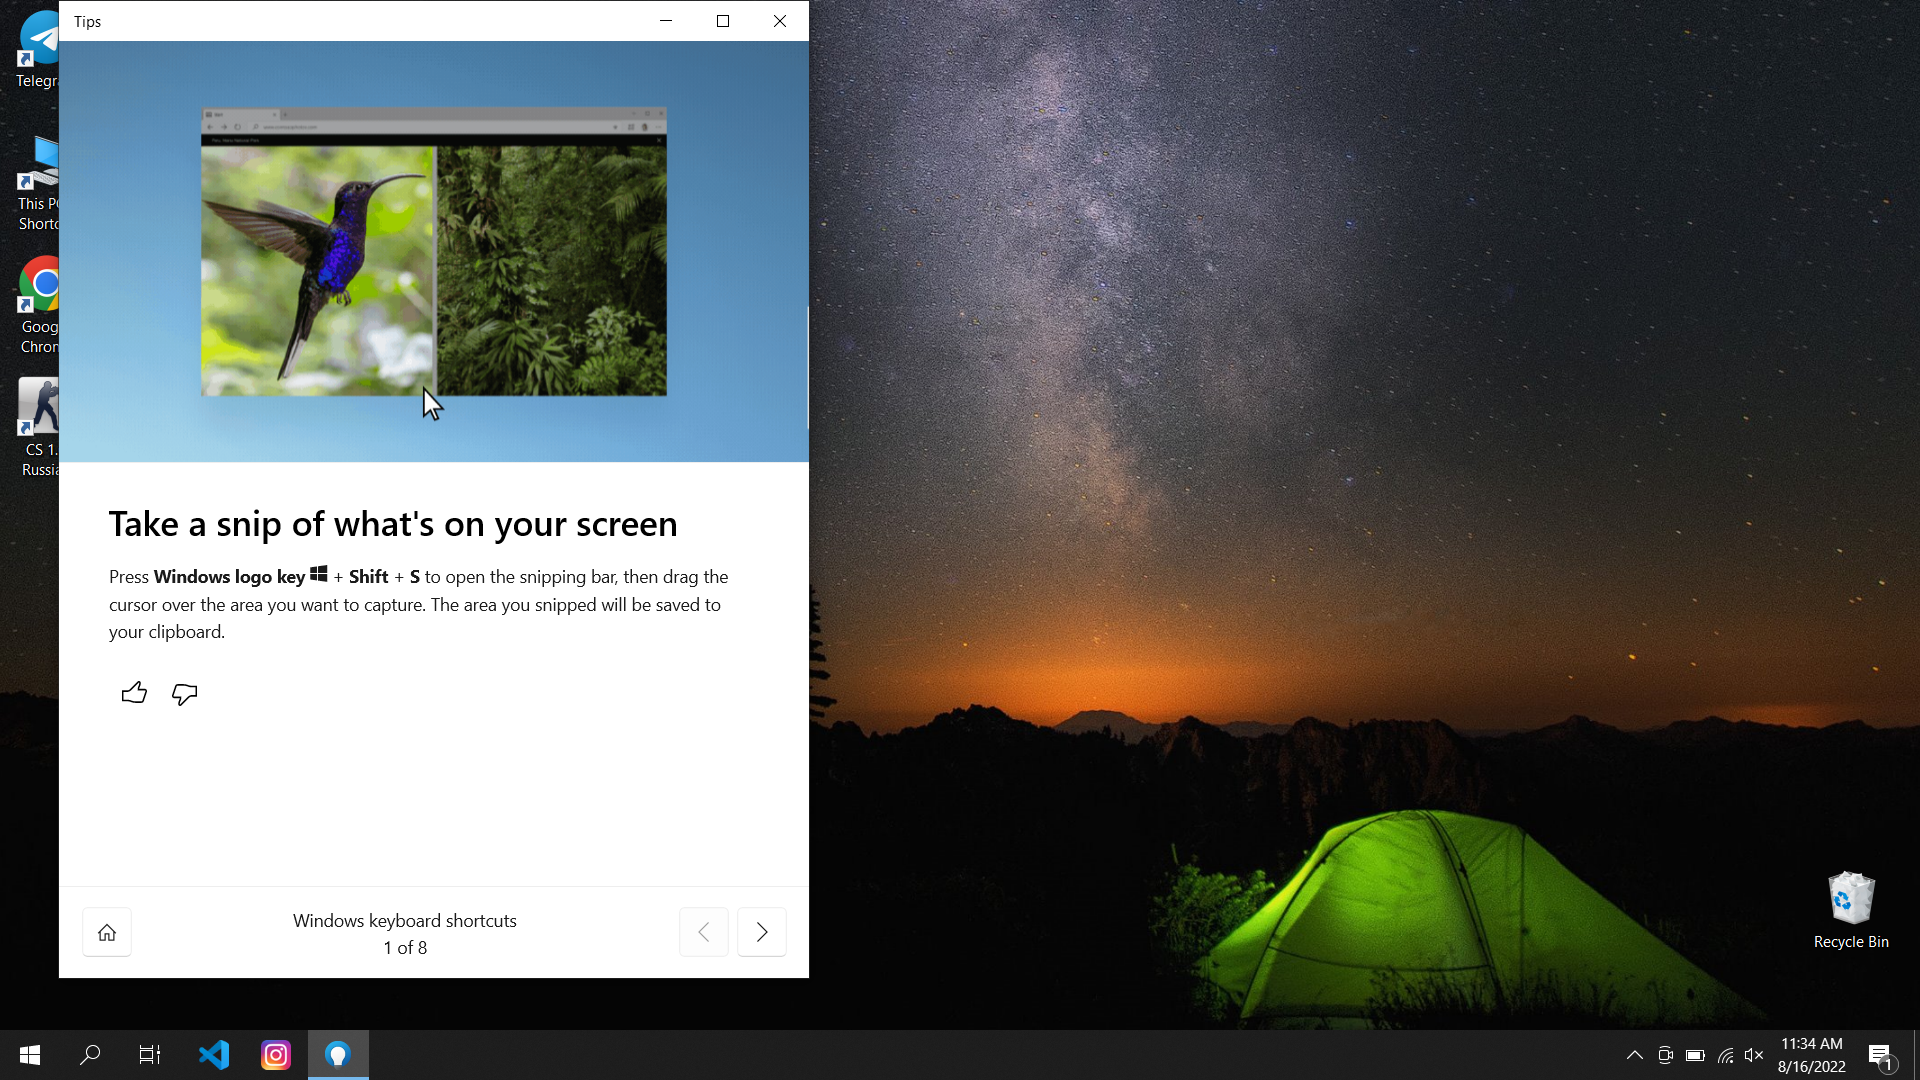 Tips
Telegr
This PC
Shortc
Goog
Chron
CS 1.
Russia
Take a snip of what's on your screen
Press Windows logo key + Shift + S to open the snipping bar, then drag the
cursor over the area you want to capture. The area you snipped will be saved to
your clipboard.
Windows keyboard shortcuts
1 of 8
Recycle Bin
11:34 AM
8/16/2022
1